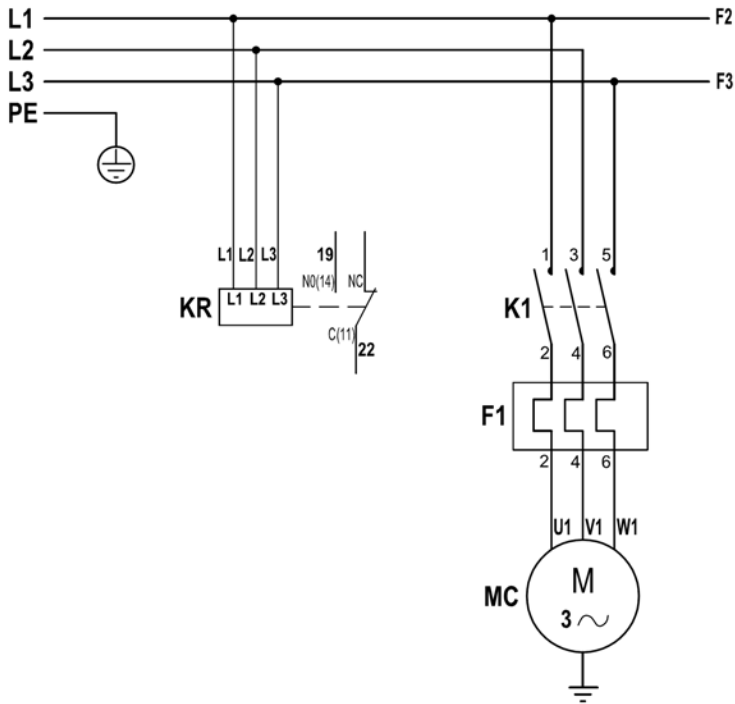 L1 F2
L2
L3 F3
PE
L1 L2 L3 19 1 3 5
N0(14) NC
L1 L2 L3
KR K1
C(11)
22 2 4 6
F1
2 4 6
U1 V1 W1
M
MC
3